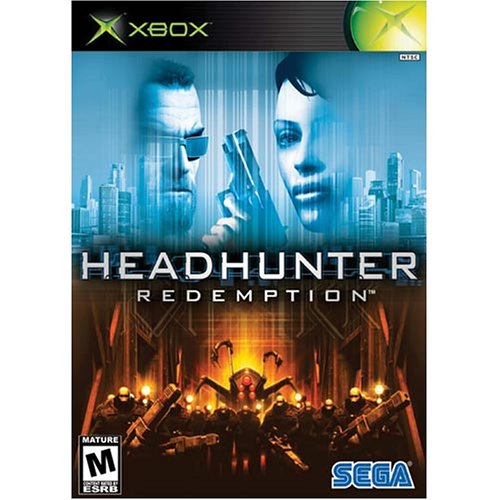 XBOX
NTSC
HEADHUNTER
REDEMPTION™
MATURE
M
CONTENT RATED BY
ESRB
SEGA